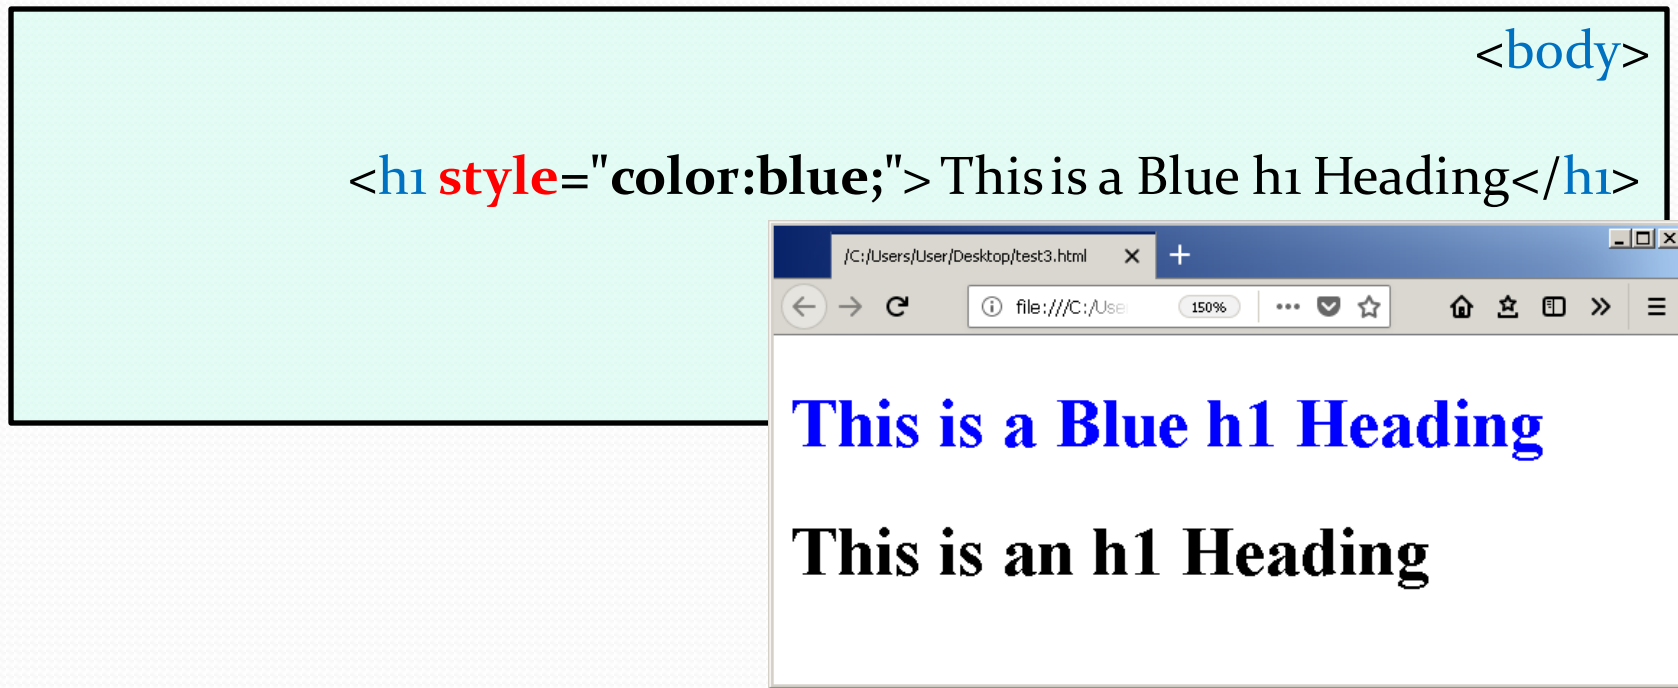 <body>
<h1 style="color:blue;"> This is a Blue h1 Heading</h1>
/C:/Users/User/Desktop/test3.html
file:///C:/Use
150%
This is a Blue h1 Heading
This is an h1 Heading